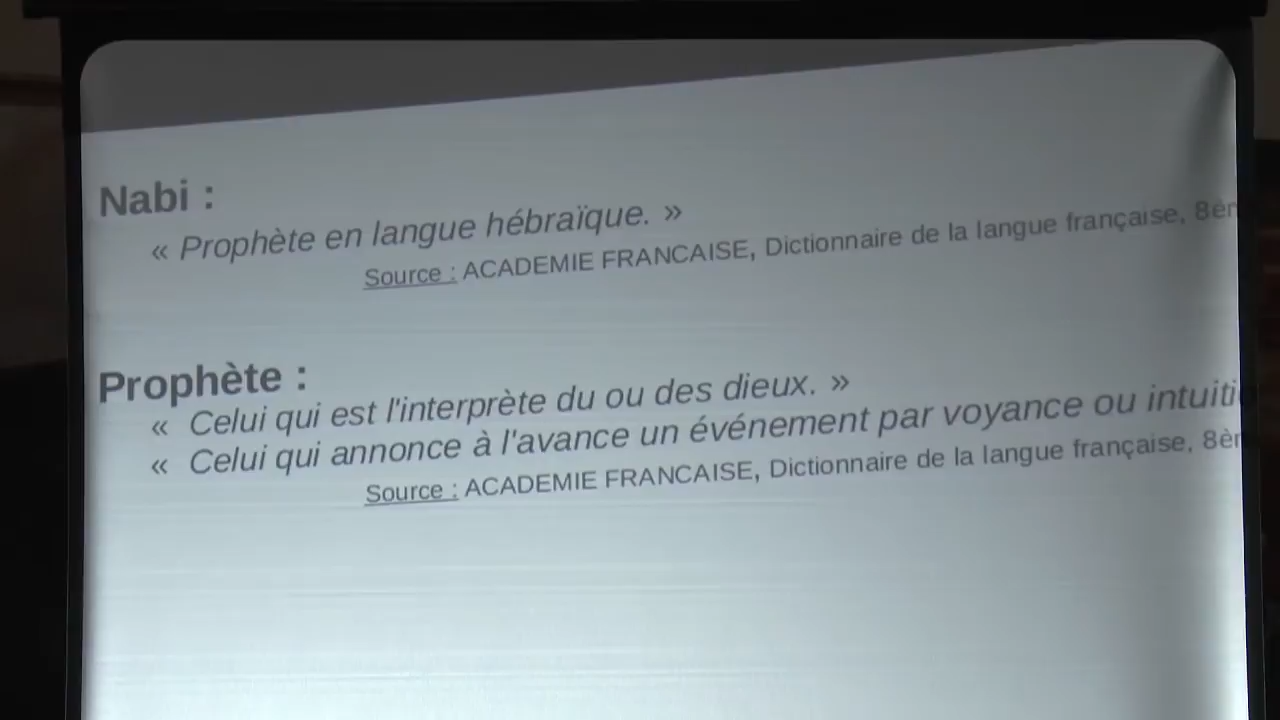 Nabi :
« Prophète en langue hébraïque. »
Source : ACADEMIE FRANCAISE, Dictionnaire de la langue française,
Prophète :
« Celui qui est l'interprète du ou des dieux. »
« Celui qui annonce à l'avance un événement par voyance ou
Source : ACADEMIE FRANCAISE, Dictionnaire de la langue française,